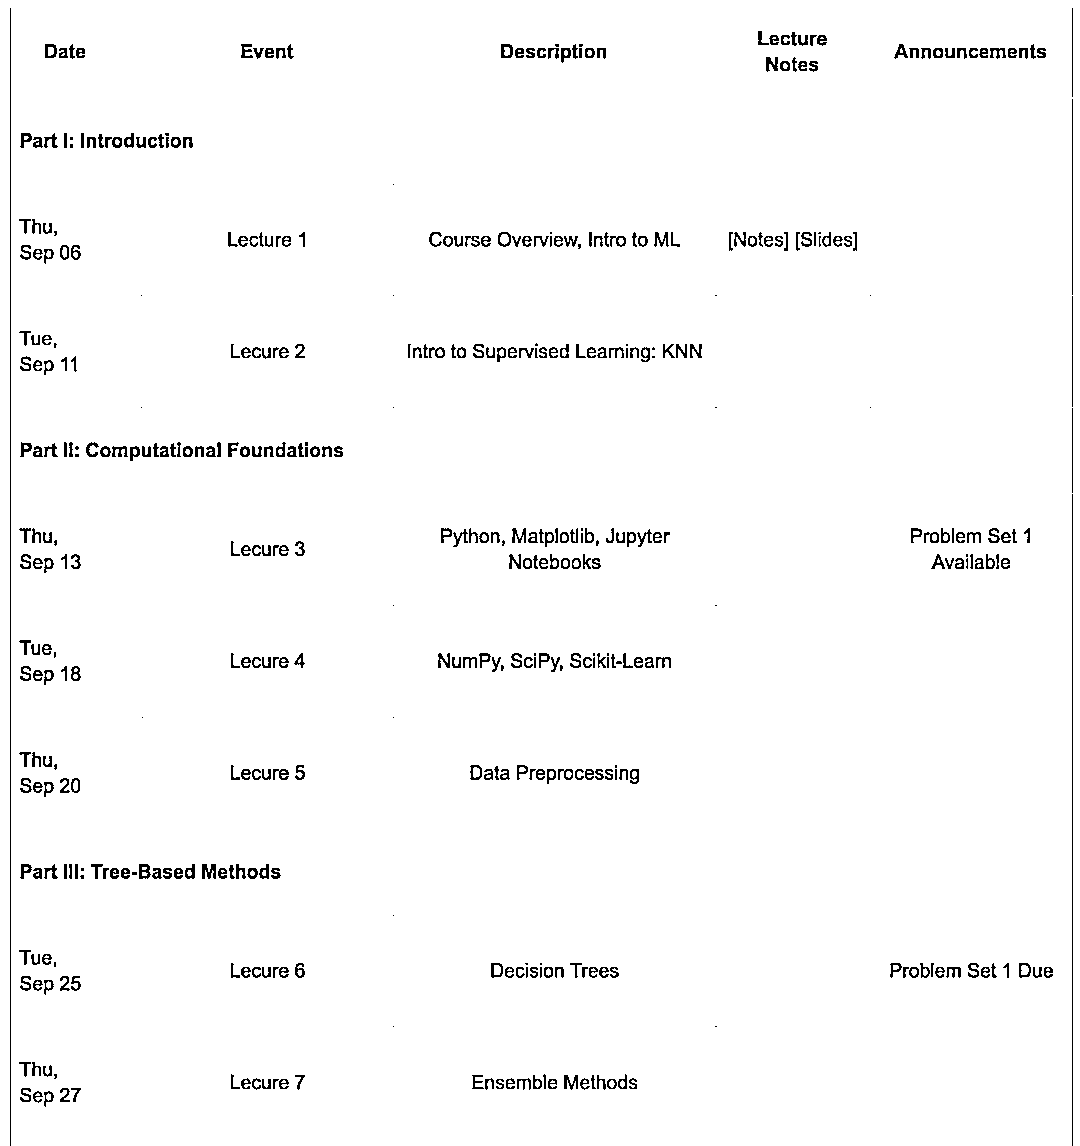 Date Event Description Lecture Notes Announcements
Part I: Introduction
Thu, Sep 06 Lecture 1 Course Overview, Intro to ML [Notes] [Slides]
Tue, Sep 11 Lecure 2 Intro to Supervised Learning: KNN
Part II: Computational Foundations
Thu, Sep 13 Lecure 3 Python, Matplotlib, Jupyter Notebooks Problem Set 1 Available
Tue, Sep 18 Lecure 4 NumPy, SciPy, Scikit-Learn
Thu, Sep 20 Lecure 5 Data Preprocessing
Part III: Tree-Based Methods
Tue, Sep 25 Lecure 6 Decision Trees Problem Set 1 Due
Thu, Sep 27 Lecure 7 Ensemble Methods